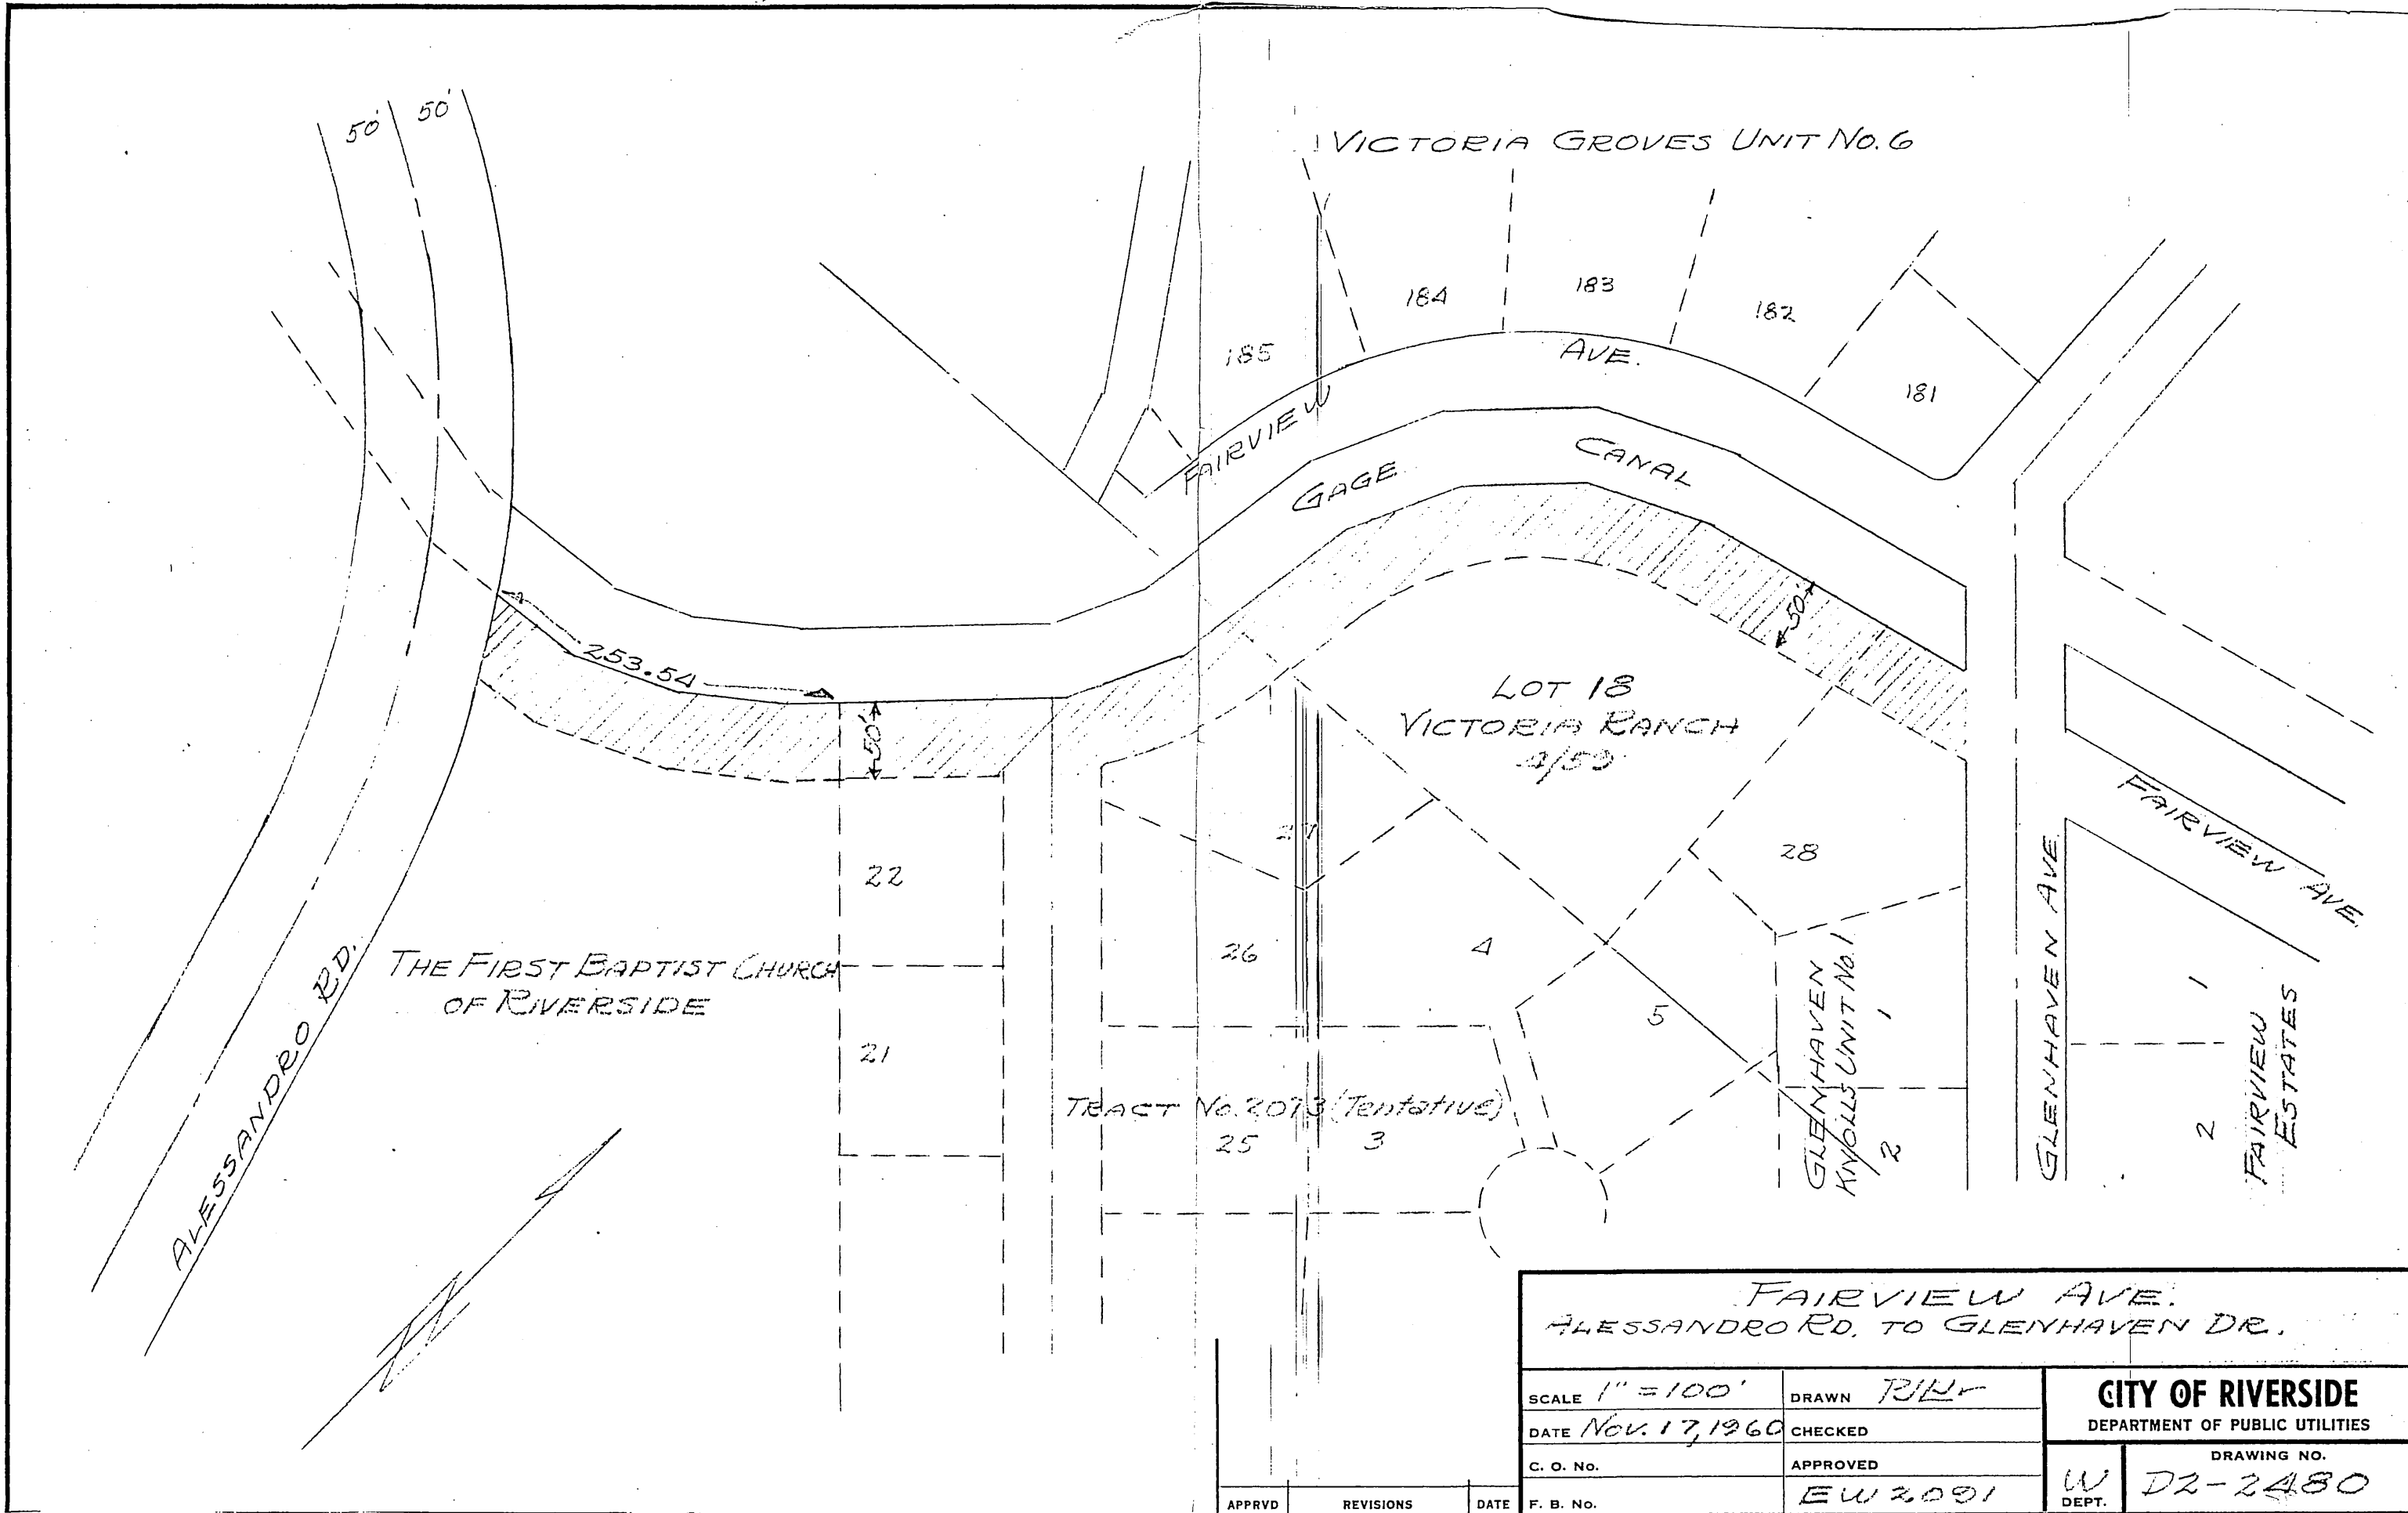 50'
50'
VICTORIA GROVES UNIT NO. 6
185
184
183
182
181
FAIRVIEW AVE.
GAGE CANAL
253.54
50'
50'
LOT 18
VICTORIA RANCH
4/59
22
27
28
26
4
5
21
THE FIRST BAPTIST CHURCH
OF RIVERSIDE
ALESSANDRO RD.
TRACT No. 2073 (Tentative)
25
3
GLENHAVEN
KNOLLS UNIT No. 1
1
2
GLENHAVEN AVE
FAIRVIEW AVE.
1
2
FAIRVIEW
ESTATES
FAIRVIEW AVE.
ALESSANDRO RD. TO GLENHAVEN DR.
SCALE 1" = 100'
DRAWN
DATE Nov. 17, 1960
CHECKED
C. O. No.
APPROVED
F. B. No.
EW 2091
CITY OF RIVERSIDE
DEPARTMENT OF PUBLIC UTILITIES
W
DEPT.
DRAWING NO.
D2-2480
APPRVD
REVISIONS
DATE